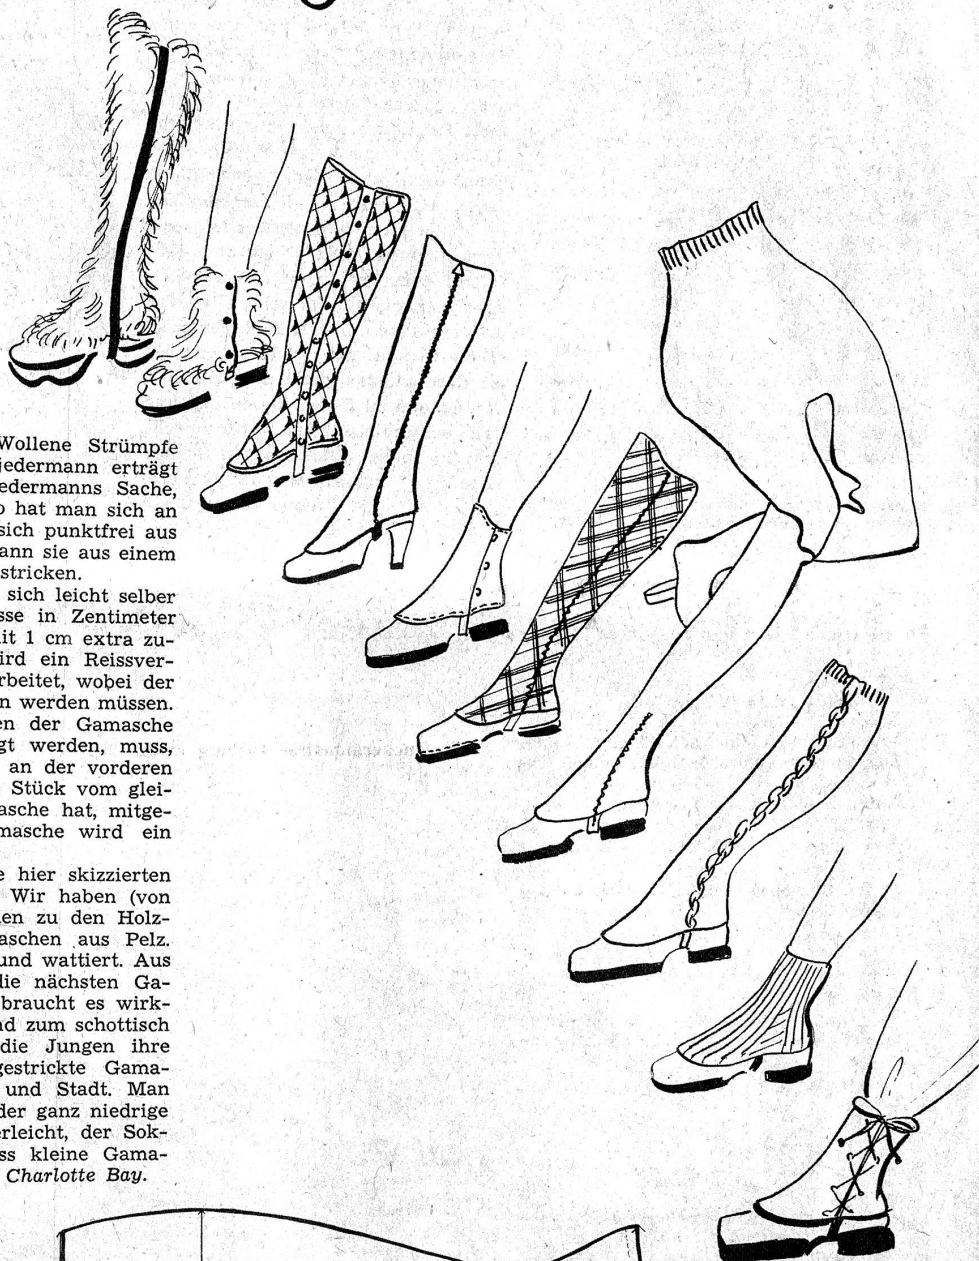 Wollene Strümpfe
jedermann erträgt
edermanns Sache,
o hat man sich an
sich punktfrei aus
ann sie aus einem
stricken.
sich leicht selber
sse in Zentimeter
it 1 cm extra zu-
ird ein Reissver-
rbeitet, wobei der
n werden müssen.
en der Gamasche
gt werden, muss,
an der vorderen
Stück vom glei-
asche hat, mitge-
masche wird ein
e hier skizzierten
Wir haben (von
en zu den Holz-
aschen aus Pelz.
und wattiert. Aus
die nächsten Ga-
braucht es wirk-
nd zum schottisch
die Jungen ihre
gestrickte Gama-
und Stadt. Man
der ganz niedrige
erleicht, der Sok-
ss kleine Gama-
Charlotte Bay.